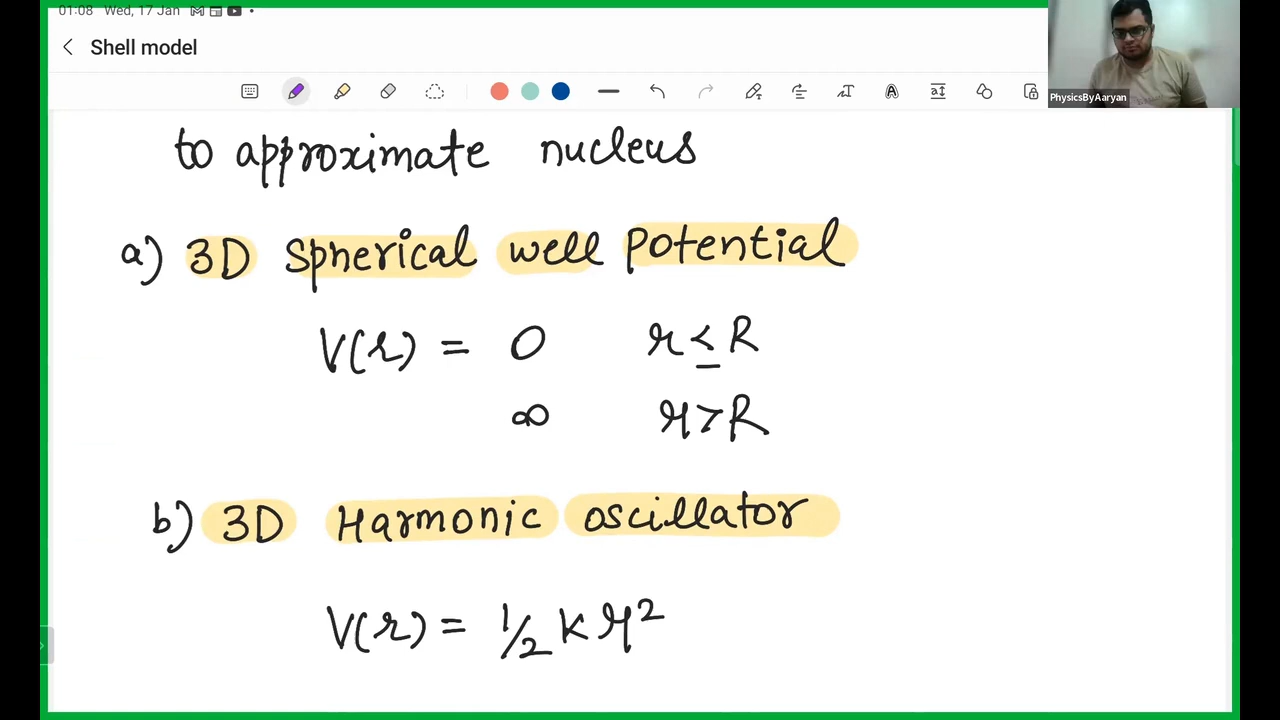 01:08 Wed, 17 Jan
Shell model
PhysicsByAaryan
to approximate nucleus
a) 3D Spherical well Potential
V(r) = 0 r ≤ R
∞ r > R
b) 3D Harmonic oscillator
V(r) = 1/2 K r²